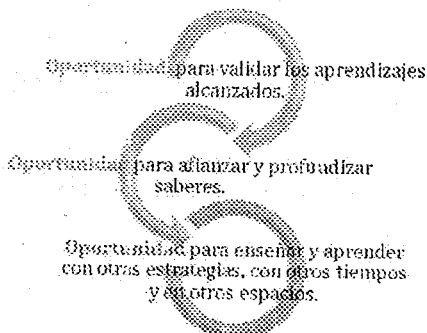 Oportunidad para validar los aprendizajes
alcanzados.
Oportunidad para afianzar y profundizar
saberes.
Oportunidad para enseñar y aprender
con otras estrategias, con otros tiempos
y en otros espacios.